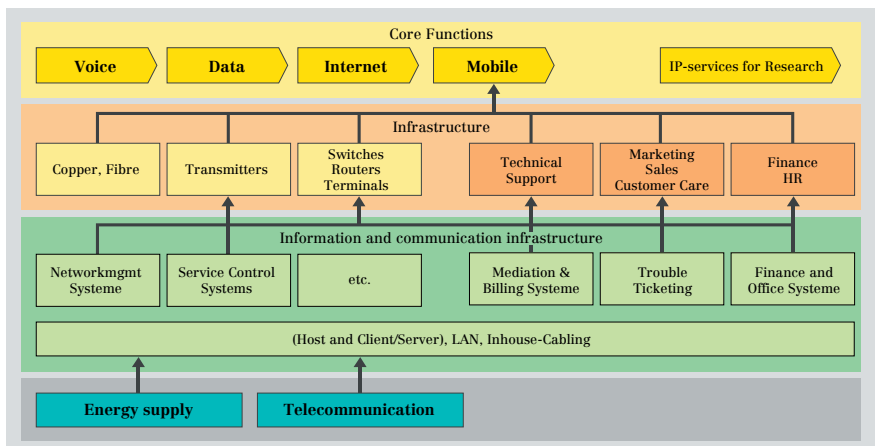 Core Functions
Voice
Data
Internet
Mobile
IP-services for Research
Infrastructure
Copper, Fibre
Transmitters
Switches
Routers
Terminals
Technical
Support
Marketing
Sales
Customer Care
Finance
HR
Information and communication infrastructure
Networkmgmt
Systeme
Service Control
Systems
etc.
Mediation &
Billing Systeme
Trouble
Ticketing
Finance and
Office Systeme
(Host and Client/Server), LAN, Inhouse-Cabling
Energy supply
Telecommunication